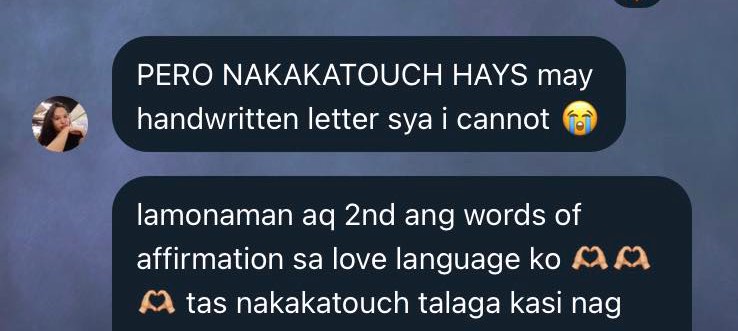 PERO NAKAKATOUCH HAYS may
handwritten letter sya i cannot 😭
lamonaman aq 2nd ang words of
affirmation sa love language ko 🫶🏼🫶🏼
🫶🏼 tas nakakatouch talaga kasi nag